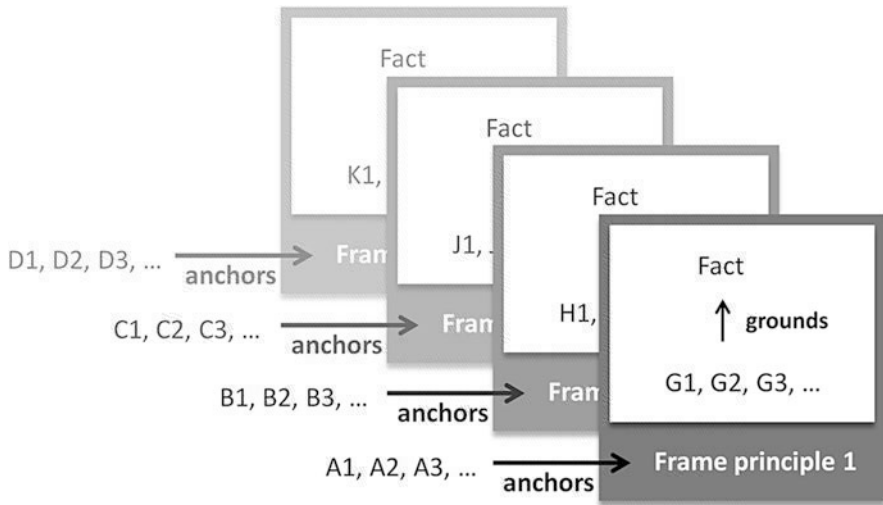 Fact
K1,
D1, D2, D3, ...
anchors
Fram
Fact
J1,
C1, C2, C3, ...
anchors
Fram
Fact
H1,
B1, B2, B3, ...
anchors
Fram
Fact
grounds
G1, G2, G3, ...
A1, A2, A3, ...
anchors
Frame principle 1